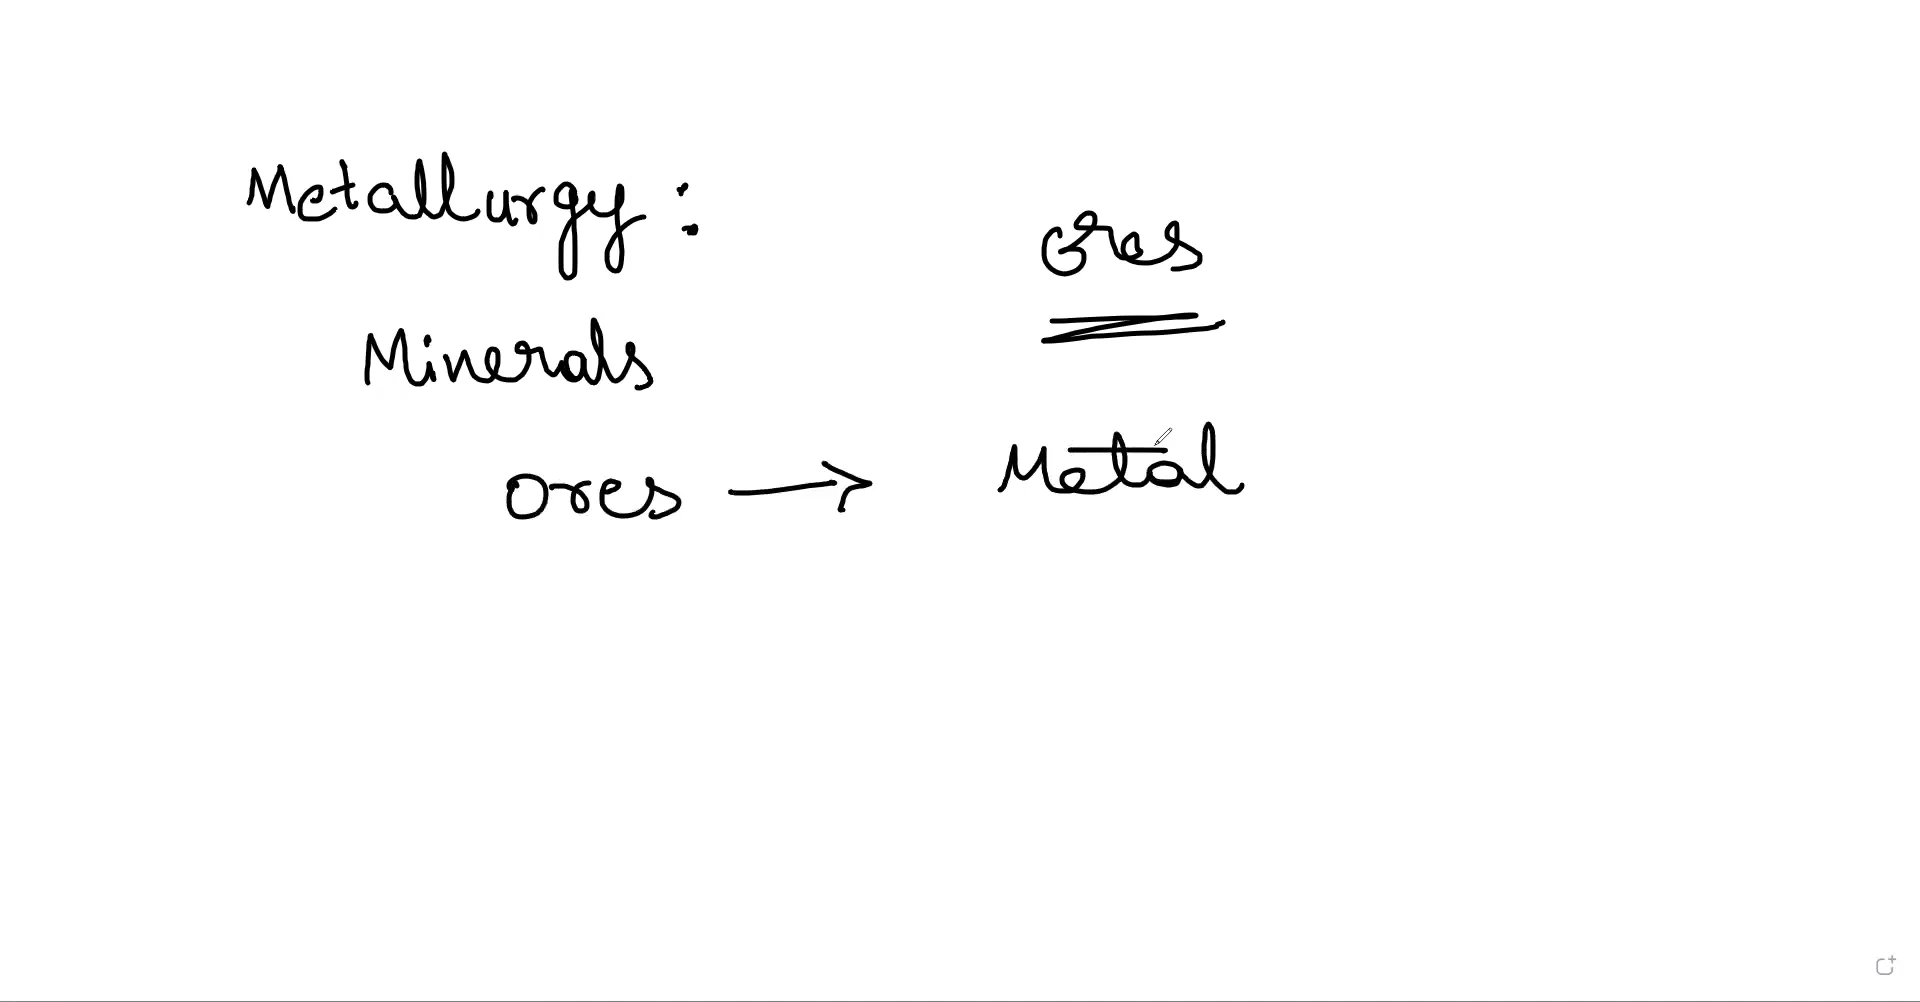 Metallurgy :
ores
Minerals
ores → Metal